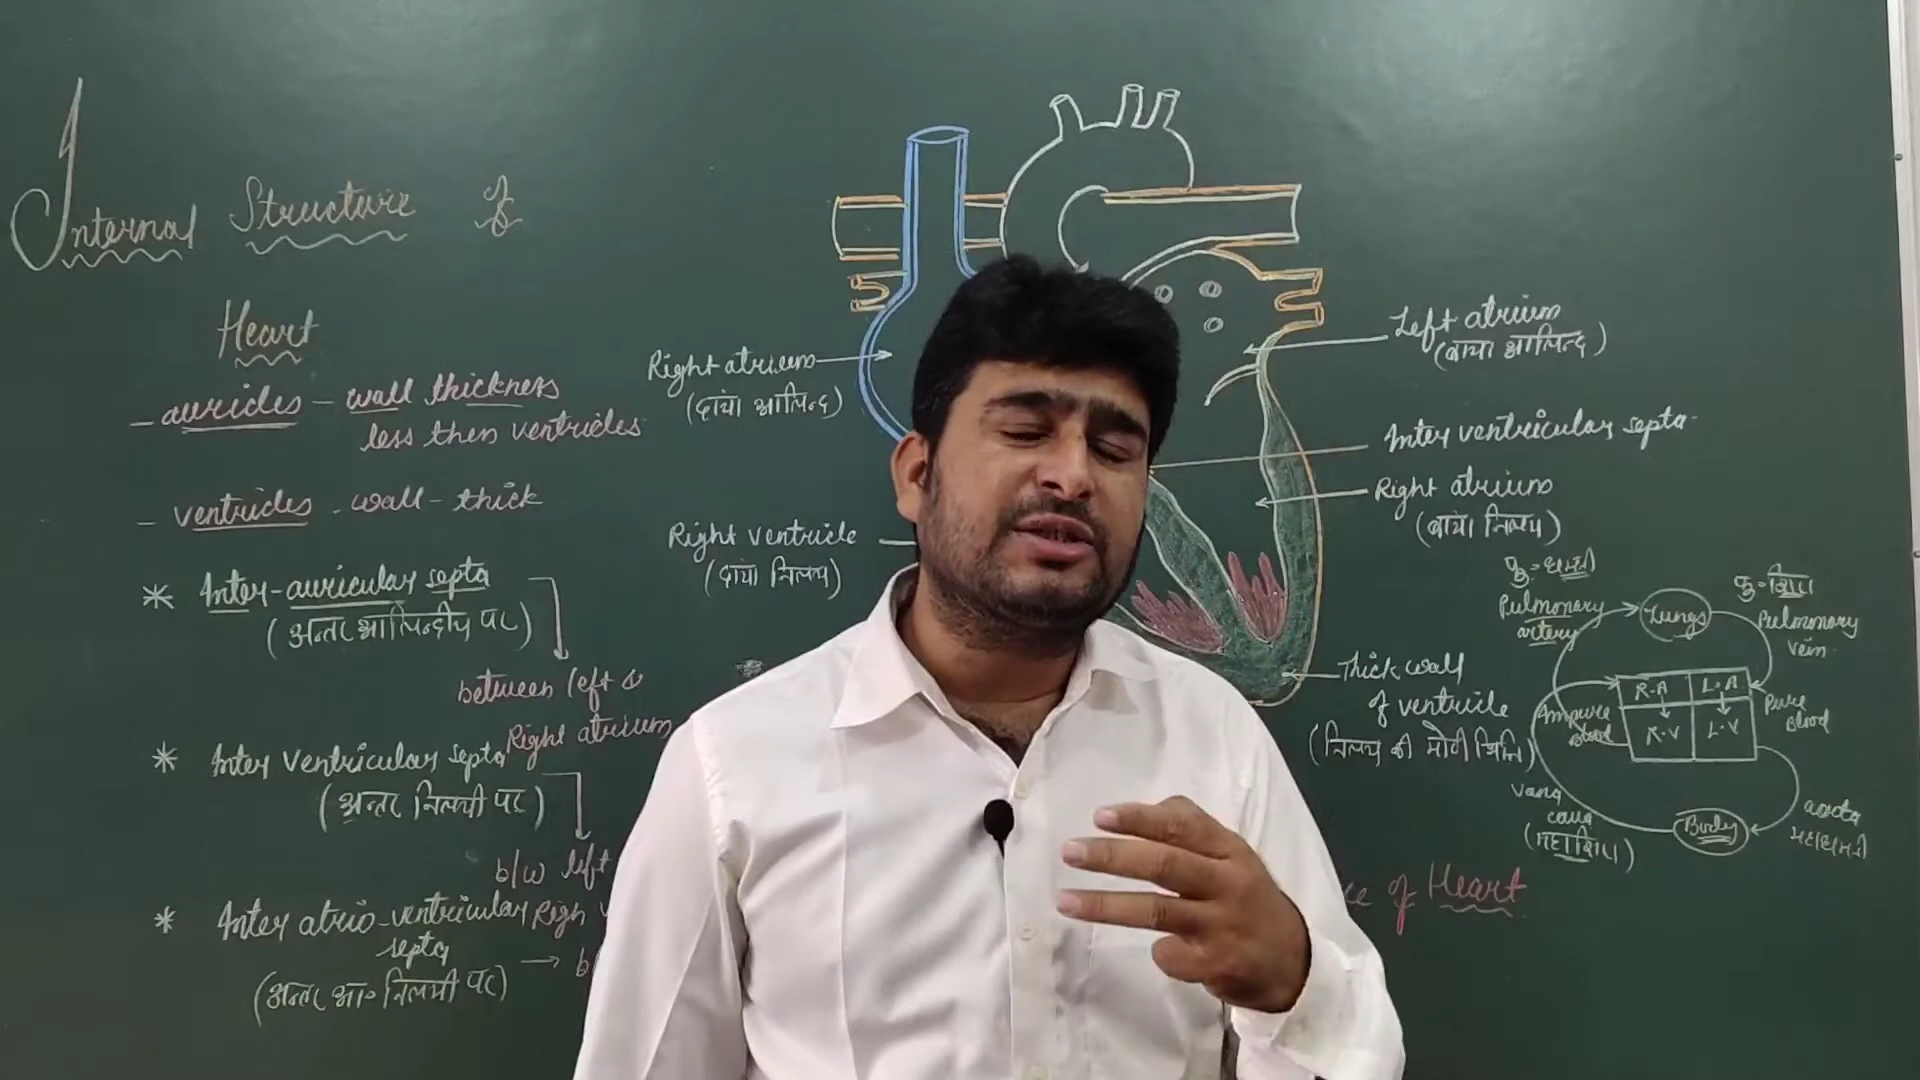 Internal Structure of
Heart
- auricles - wall thickness
less then ventricles
- ventricles - wall - thick
* Inter-auricular septa
(अन्तर आलिन्दीय पट)
between left &
Right atrium
* Inter ventricular septa
(अन्तर निलयी पट)
b/w left
Righ
* Inter atrio-ventricular
septa
(अन्तर आ॰ निलयी पट)
Right atrium
(दायां आलिन्द)
Right ventricle
(दायां निलय)
Left atrium
(बायां आलिन्द)
Inter ventricular septa
Right atrium
(बायां निलय)
Thick wall
of ventricle
(निलय की मोटी भित्ति)
फु॰ धमनी
Pulmonary
artery
Lungs
फु॰ शिरा
Pulmonary
vein
R.A L.A
R.V L.V
Impure
Blood
Pure
Blood
vana
cava
(महाशिरा)
Body
aorta
महाधमनी
of Heart